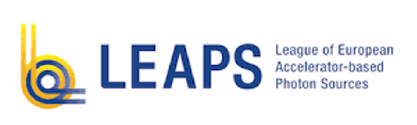 LEAPS
League of European
Accelerator-based
Photon Sources